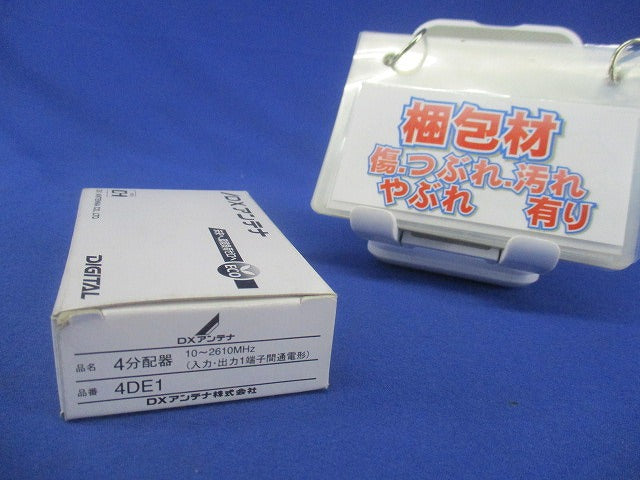 梱包材
傷.つぶれ.汚れ
やぶれ 有り
DXアンテナ
ECO
DIGITAL
CH
DXアンテナ
品名 4分配器 10〜2610MHz
(入力・出力1端子間通電形)
品番 4DE1
DXアンテナ株式会社